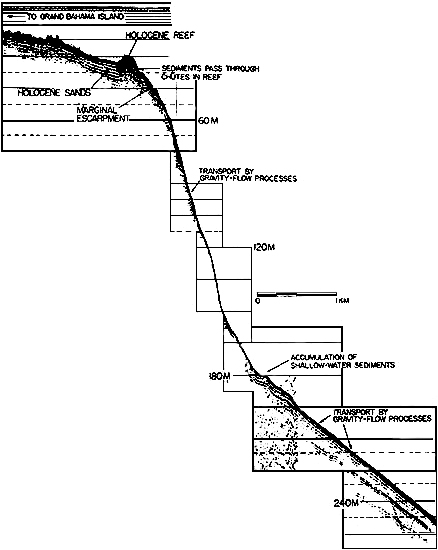 TO GRAND BAHAMA ISLAND
HOLOCENE REEF
SEDIMENTS PASS THROUGH
IN REEF
HOLOCENE SANDS
MARGINAL
ESCARPMENT
60M
TRANSPORT BY
GRAVITY-FLOW PROCESSES
120M
0 1KM
ACCUMULATION OF
SHALLOW-WATER SEDIMENTS
180M
TRANSPORT BY
GRAVITY-FLOW PROCESSES
240M